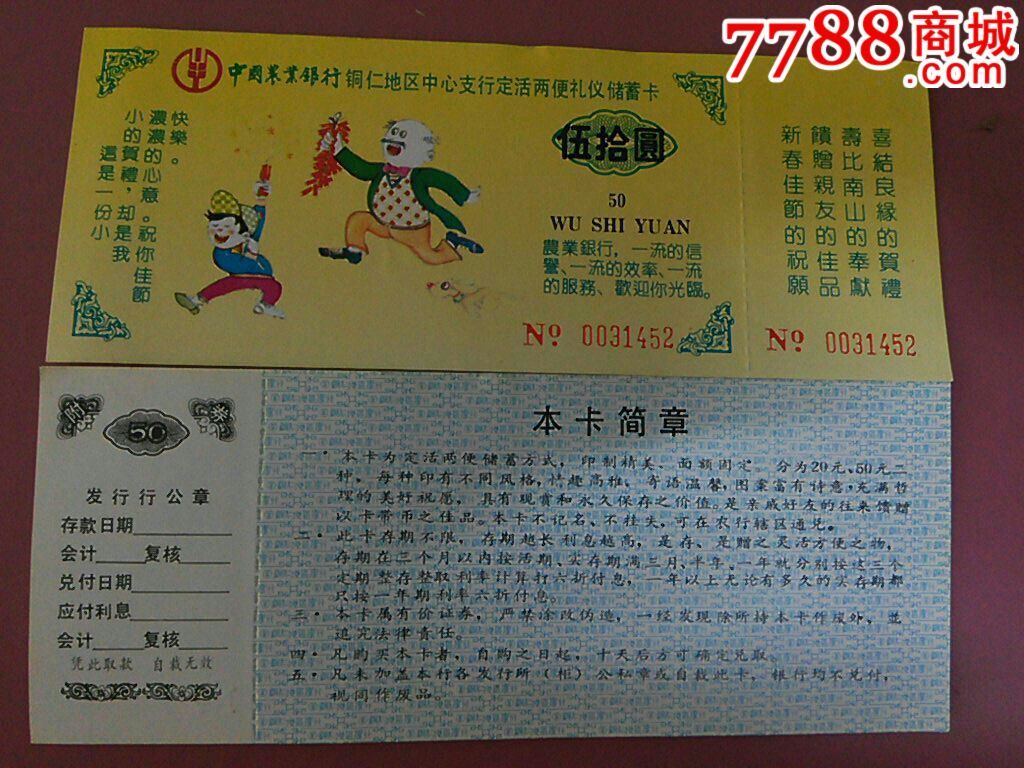 7788商城
中國農業銀行铜仁地区中心支行定活两便礼仪储蓄卡
快樂。
濃濃的心意。祝你佳節
小的賀禮，却是我
這是一份小
伍拾圆
50
WU SHI YUAN
農業銀行，一流的信
譽、一流的效率、一流
的服務、歡迎你光臨。
No 0031452
喜結良緣的賀禮
壽比南山奉獻
饋贈親友的佳品
新春佳節的祝願
No 0031452
50
发行行公章
存款日期
会计 复核
兑付日期
应付利息
会计 复核
凭此取款 自裁无效
本卡简章
一·本卡为定活两便储蓄方式，印制精美、面额固定。分为20元、50元二
种，每种印有不同风格，情趣高雅、寄语温馨，图案富有诗意，充满哲
理的美好祝愿，具有观赏和永久保存之价值。是亲戚好友的往来馈赠
以卡带币之佳品。本卡不记名、不挂失，可在农行辖区通兑。
二·此卡存期不限，存期越长利息越高，是存、是赠之灵活方便之物，
存期在三个月以内按活期、实存期满三月、半年、一年就分别按这三个
定期整存整取利率计算打六折付息，一年以上无论有多久的实存期都
只按一年期利率六折付息。
三·本卡属有价证券，严禁涂改伪造，一经发现除所持本卡作废外，并
追究法律责任。
四·凡购买本卡者，自购之日起，十天后方可确定兑取。
五·凡未加盖本行各发行所（柜）公私章或自裁此卡，银行均不兑付，
视同作废品。